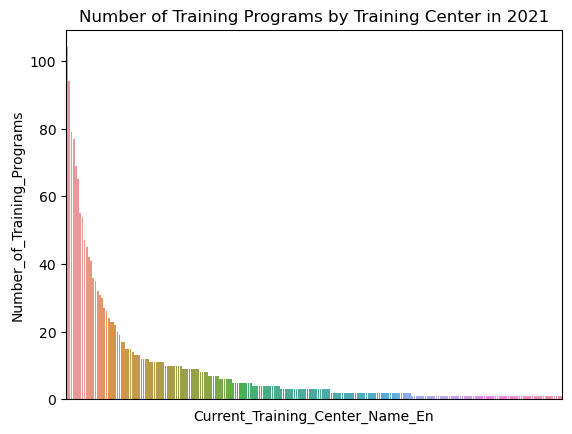 Number of Training Programs by Training Center in 2021
Number_of_Training_Programs
100
80
60
40
20
0
Current_Training_Center_Name_En